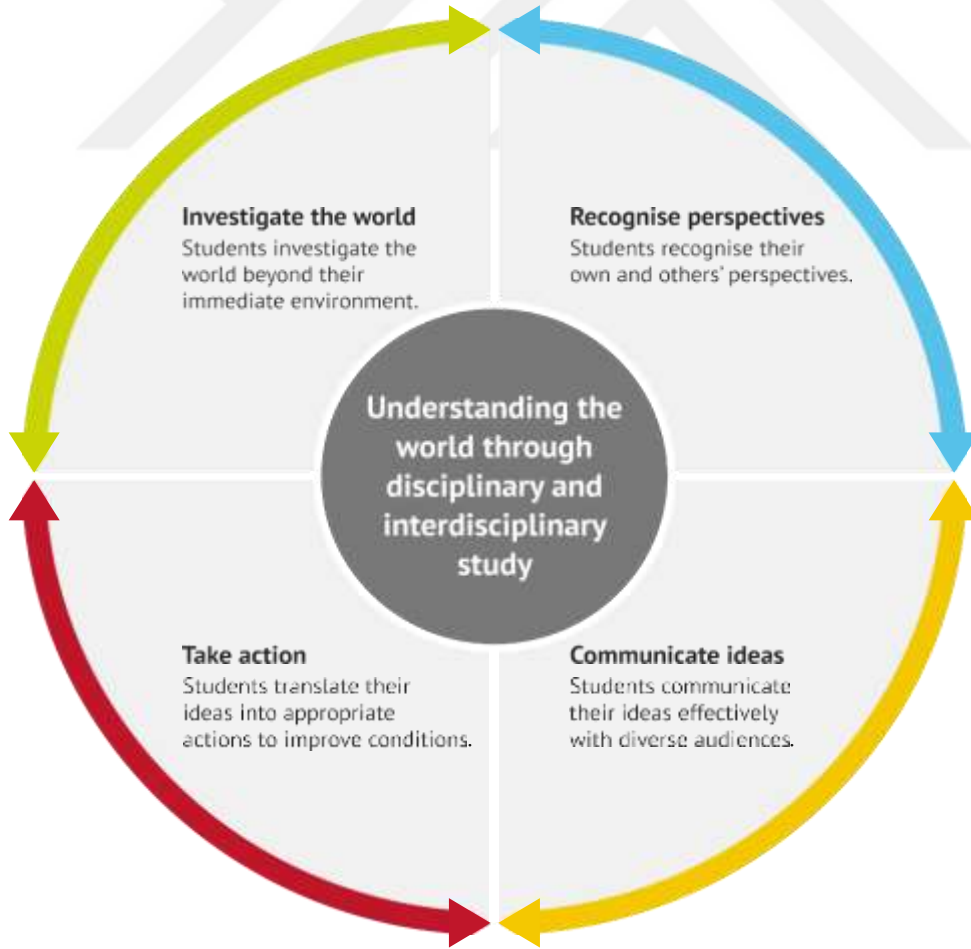 Investigate the world
Students investigate the
world beyond their
immediate environment.
Recognise perspectives
Students recognise their
own and others' perspectives.
Understanding the
world through
disciplinary and
interdisciplinary
study
Take action
Students translate their
ideas into appropriate
actions to improve conditions.
Communicate ideas
Students communicate
their ideas effectively
with diverse audiences.